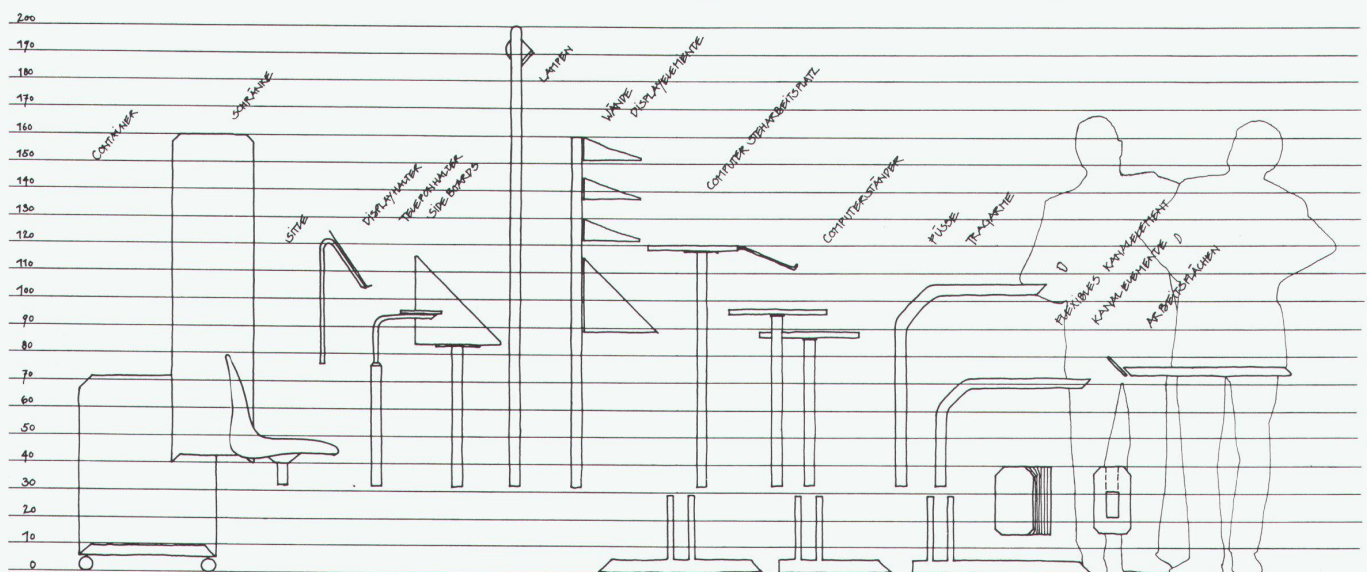 200
190
180
170
160
150
140
130
120
110
100
90
80
70
60
50
40
30
20
10
0
CONTAINER
SCHRÄNKE
SITZE
DISPLAYHALTER
TELEFONHALTER
SIDE BOARDS
LAMPEN
WÄNDE
DISPLAYELEMENTE
COMPUTER STEHARBEITSPLATZ
COMPUTERSTÄNDER
FÜSSE
TRAGARME
FLEXIBLES KANALELEMENT
KANALELEMENTE
ARBEITSFLÄCHEN